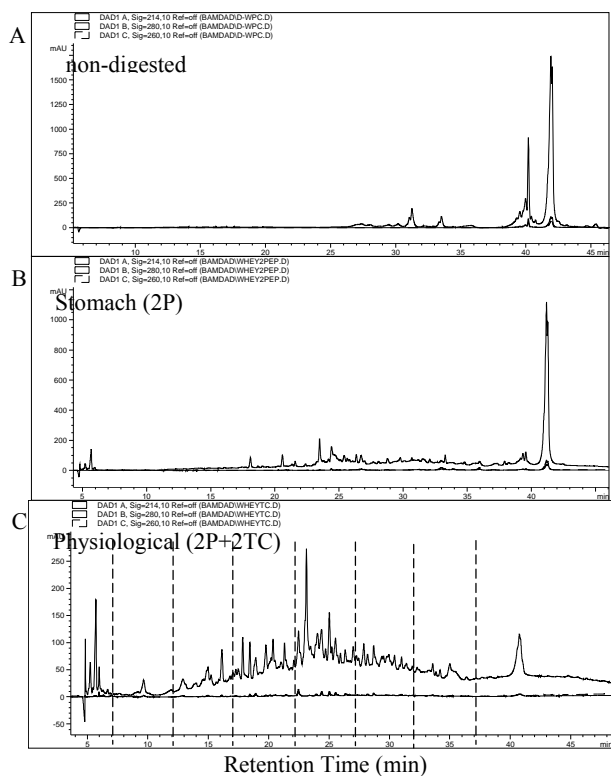 A
DAD1 A, Sig=214,10 Ref=off (BAMDAD\D-WPC.D)
DAD1 B, Sig=280,10 Ref=off (BAMDAD\D-WPC.D)
DAD1 C, Sig=260,10 Ref=off (BAMDAD\D-WPC.D)
mAU
non-digested
1500
1250
1000
750
500
250
0
10 15 20 25 30 35 40 45 min
B
DAD1 A, Sig=214,10 Ref=off (BAMDAD\WHEY2PEP.D)
DAD1 B, Sig=280,10 Ref=off (BAMDAD\WHEY2PEP.D)
DAD1 C, Sig=260,10 Ref=off (BAMDAD\WHEY2PEP.D)
mAU
Stomach (2P)
1000
800
600
400
200
0
5 10 15 20 25 30 35 40 min
C
DAD1 A, Sig=214,10 Ref=off (BAMDAD\WHEYTC.D)
DAD1 B, Sig=280,10 Ref=off (BAMDAD\WHEYTC.D)
DAD1 C, Sig=260,10 Ref=off (BAMDAD\WHEYTC.D)
mAU
Physiological (2P+2TC)
250
200
150
100
50
0
-50
5 10 15 20 25 30 35 40 45 min
Retention Time (min)